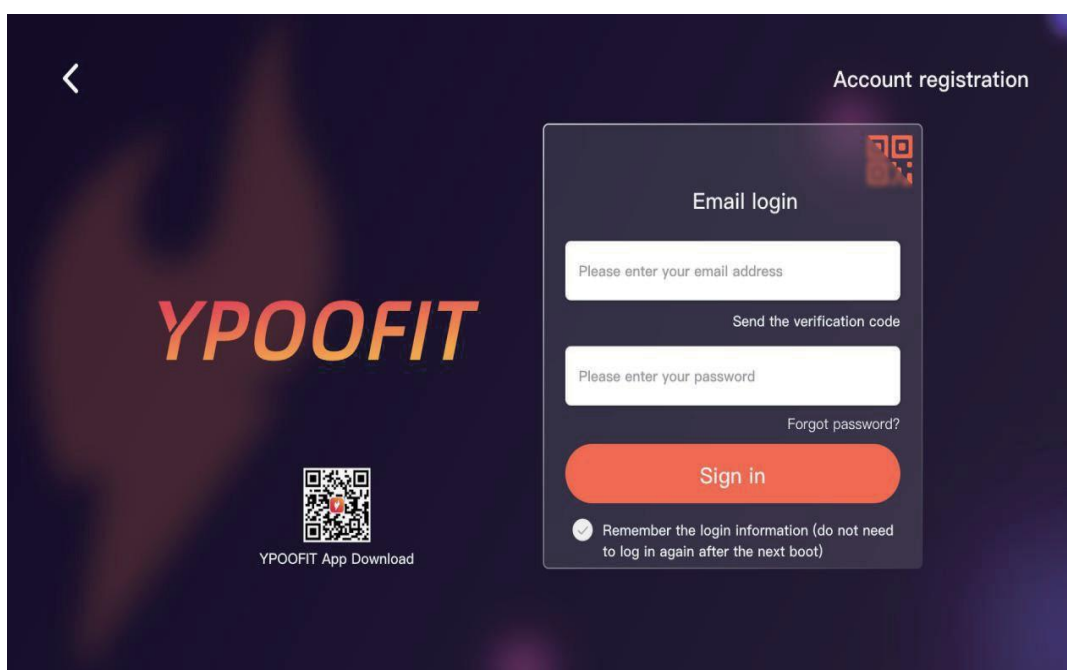 Account registration
Email login
Please enter your email address
Send the verification code
YPOOFIT
Please enter your password
Forgot password?
Sign in
Remember the login information (do not need
to log in again after the next boot)
YPOOFIT App Download